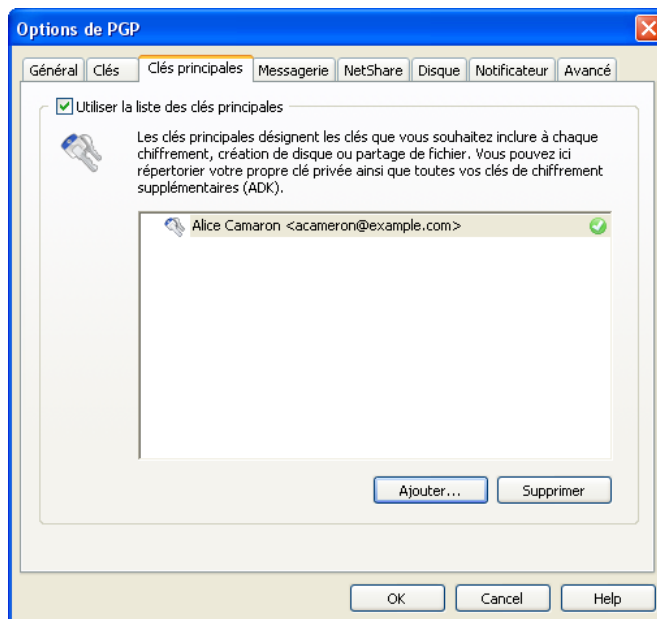 Options de PGP
Général Clés Clés principales Messagerie NetShare Disque Notificateur Avancé
Utiliser la liste des clés principales
Les clés principales désignent les clés que vous souhaitez inclure à chaque
chiffrement, création de disque ou partage de fichier. Vous pouvez ici
répertorier votre propre clé privée ainsi que toutes vos clés de chiffrement
supplémentaires (ADK).
Alice Camaron <acameron@example.com>
Ajouter... Supprimer
OK Cancel Help